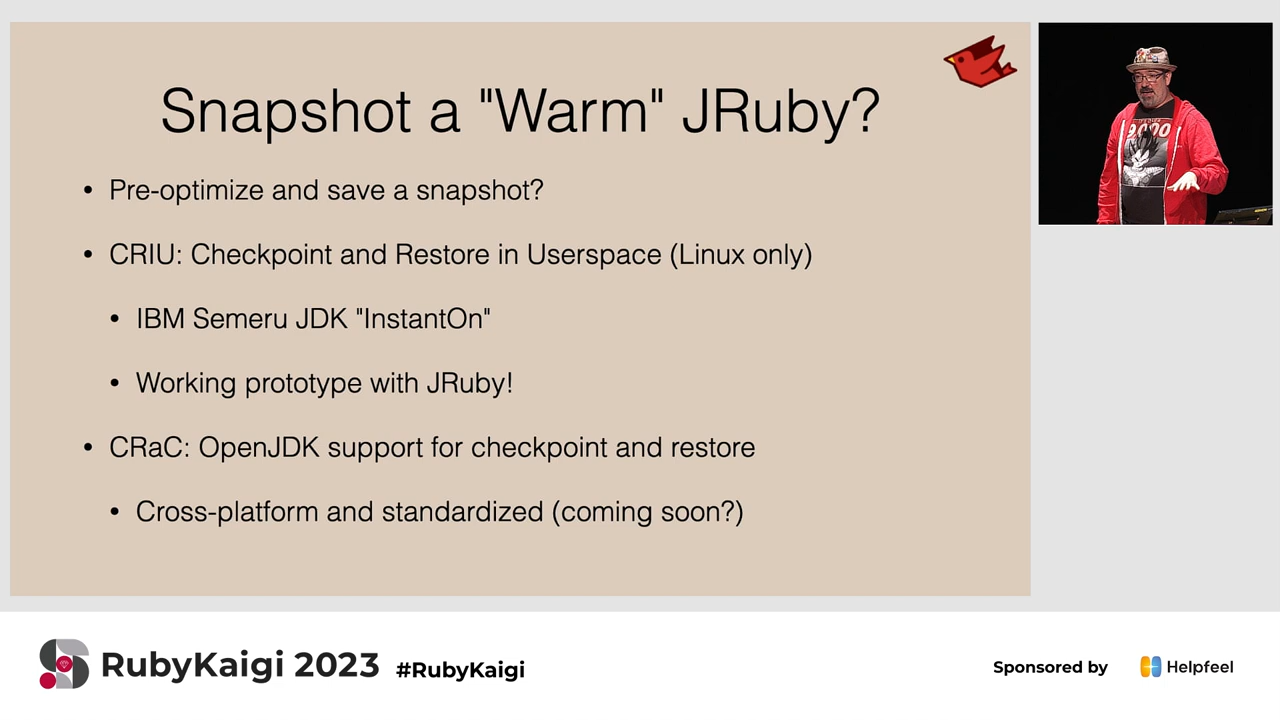 Snapshot a "Warm" JRuby?
• Pre-optimize and save a snapshot?
• CRIU: Checkpoint and Restore in Userspace (Linux only)
• IBM Semeru JDK "InstantOn"
• Working prototype with JRuby!
• CRaC: OpenJDK support for checkpoint and restore
• Cross-platform and standardized (coming soon?)
9000
RubyKaigi 2023 #RubyKaigi
Sponsored by Helpfeel